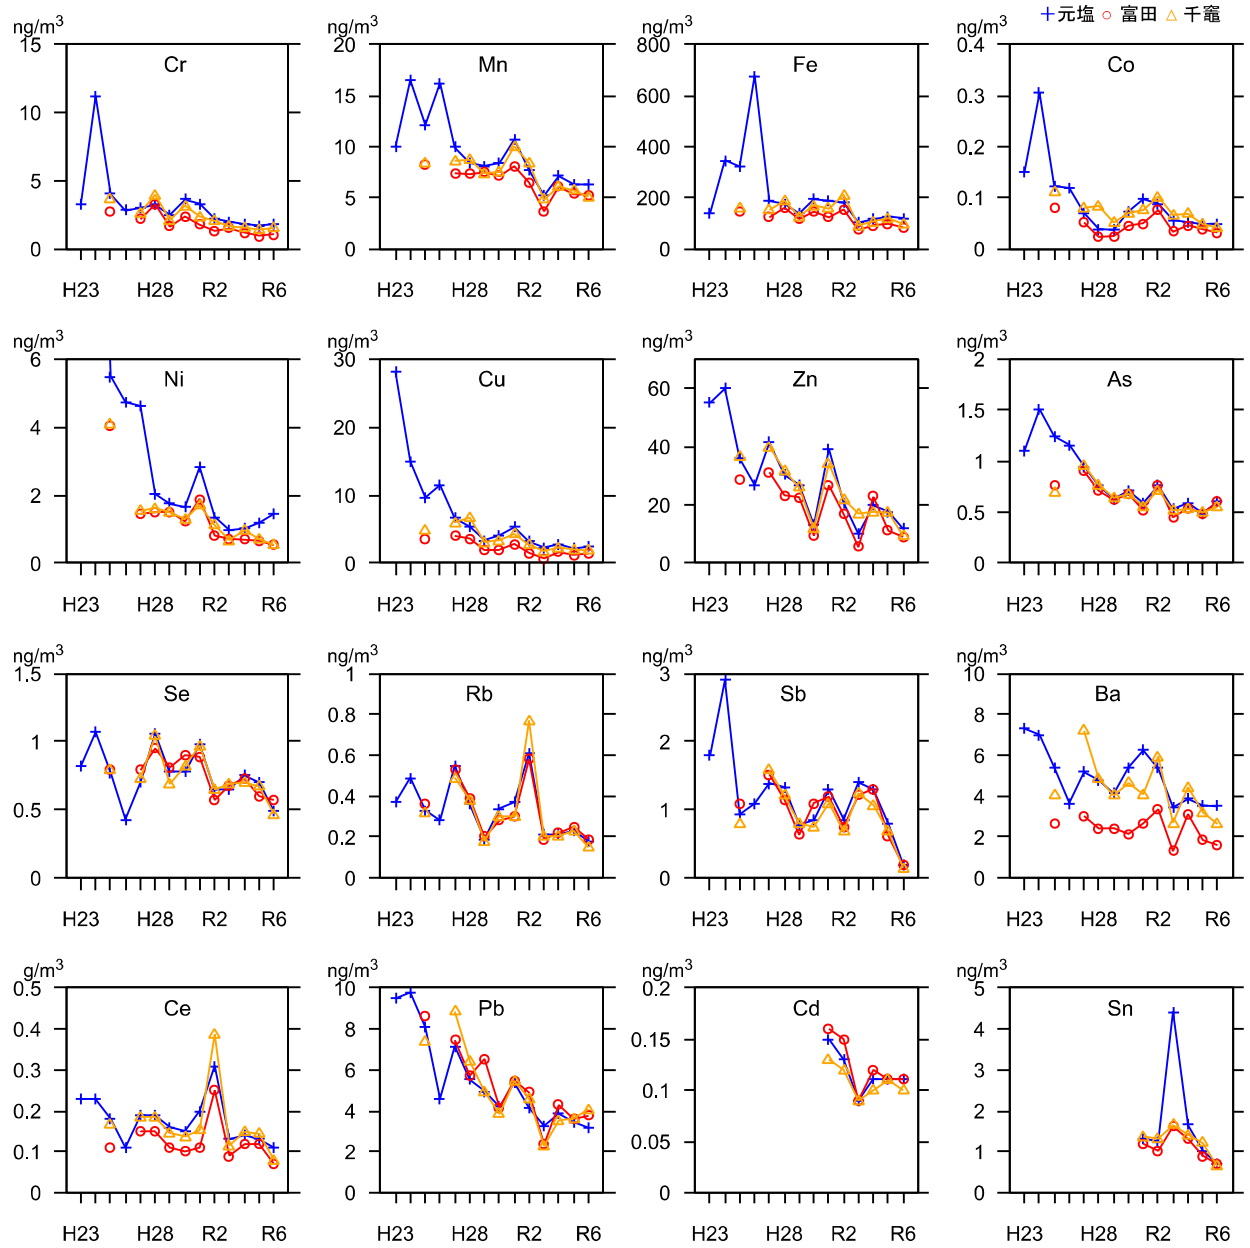 +元塩 ○ 富田 △ 千竈
ng/m³ ng/m³ ng/m³ ng/m³
15 20 800 0.4
Cr Mn Fe Co
10 15 600 0.3
10 400 0.2
5 5 200 0.1
0 0 0 0
H23 H28 R2 R6 H23 H28 R2 R6 H23 H28 R2 R6 H23 H28 R2 R6
ng/m³ ng/m³ ng/m³ ng/m³
6 30 2
Ni Cu Zn As
60
4 20 1.5
40 1
2 10 20 0.5
0 0 0 0
H23 H28 R2 R6 H23 H28 R2 R6 H23 H28 R2 R6 H23 H28 R2 R6
ng/m³ ng/m³ ng/m³ ng/m³
1.5 1 3 10
Se Rb Sb Ba
0.8 8
1 0.6 2 6
0.5 0.4 1 4
0.2 2
0 0 0 0
H23 H28 R2 R6 H23 H28 R2 R6 H23 H28 R2 R6 H23 H28 R2 R6
g/m³ ng/m³ ng/m³ ng/m³
0.5 10 0.2 5
Ce Pb Cd Sn
0.4 8 0.15 4
0.3 6 3
0.2 4 0.1 2
0.1 2 0.05 1
0 0 0 0
H23 H28 R2 R6 H23 H28 R2 R6 H23 H28 R2 R6 H23 H28 R2 R6